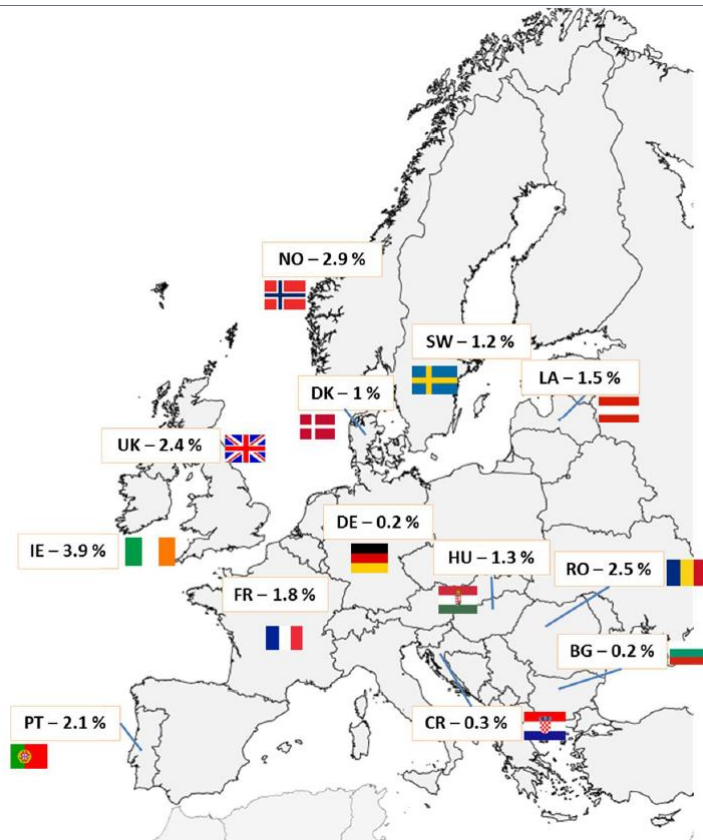 NO – 2.9 %
SW – 1.2 %
DK – 1 %
LA – 1.5 %
UK – 2.4 %
DE – 0.2 %
IE – 3.9 %
HU – 1.3 %
RO – 2.5 %
FR – 1.8 %
BG – 0.2 %
PT – 2.1 %
CR – 0.3 %